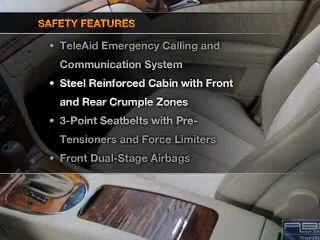 SAFETY FEATURES
• TeleAid Emergency Calling and
Communication System
• Steel Reinforced Cabin with Front
and Rear Crumple Zones
• 3-Point Seatbelts with Pre-
Tensioners and Force Limiters
• Front Dual-Stage Airbags